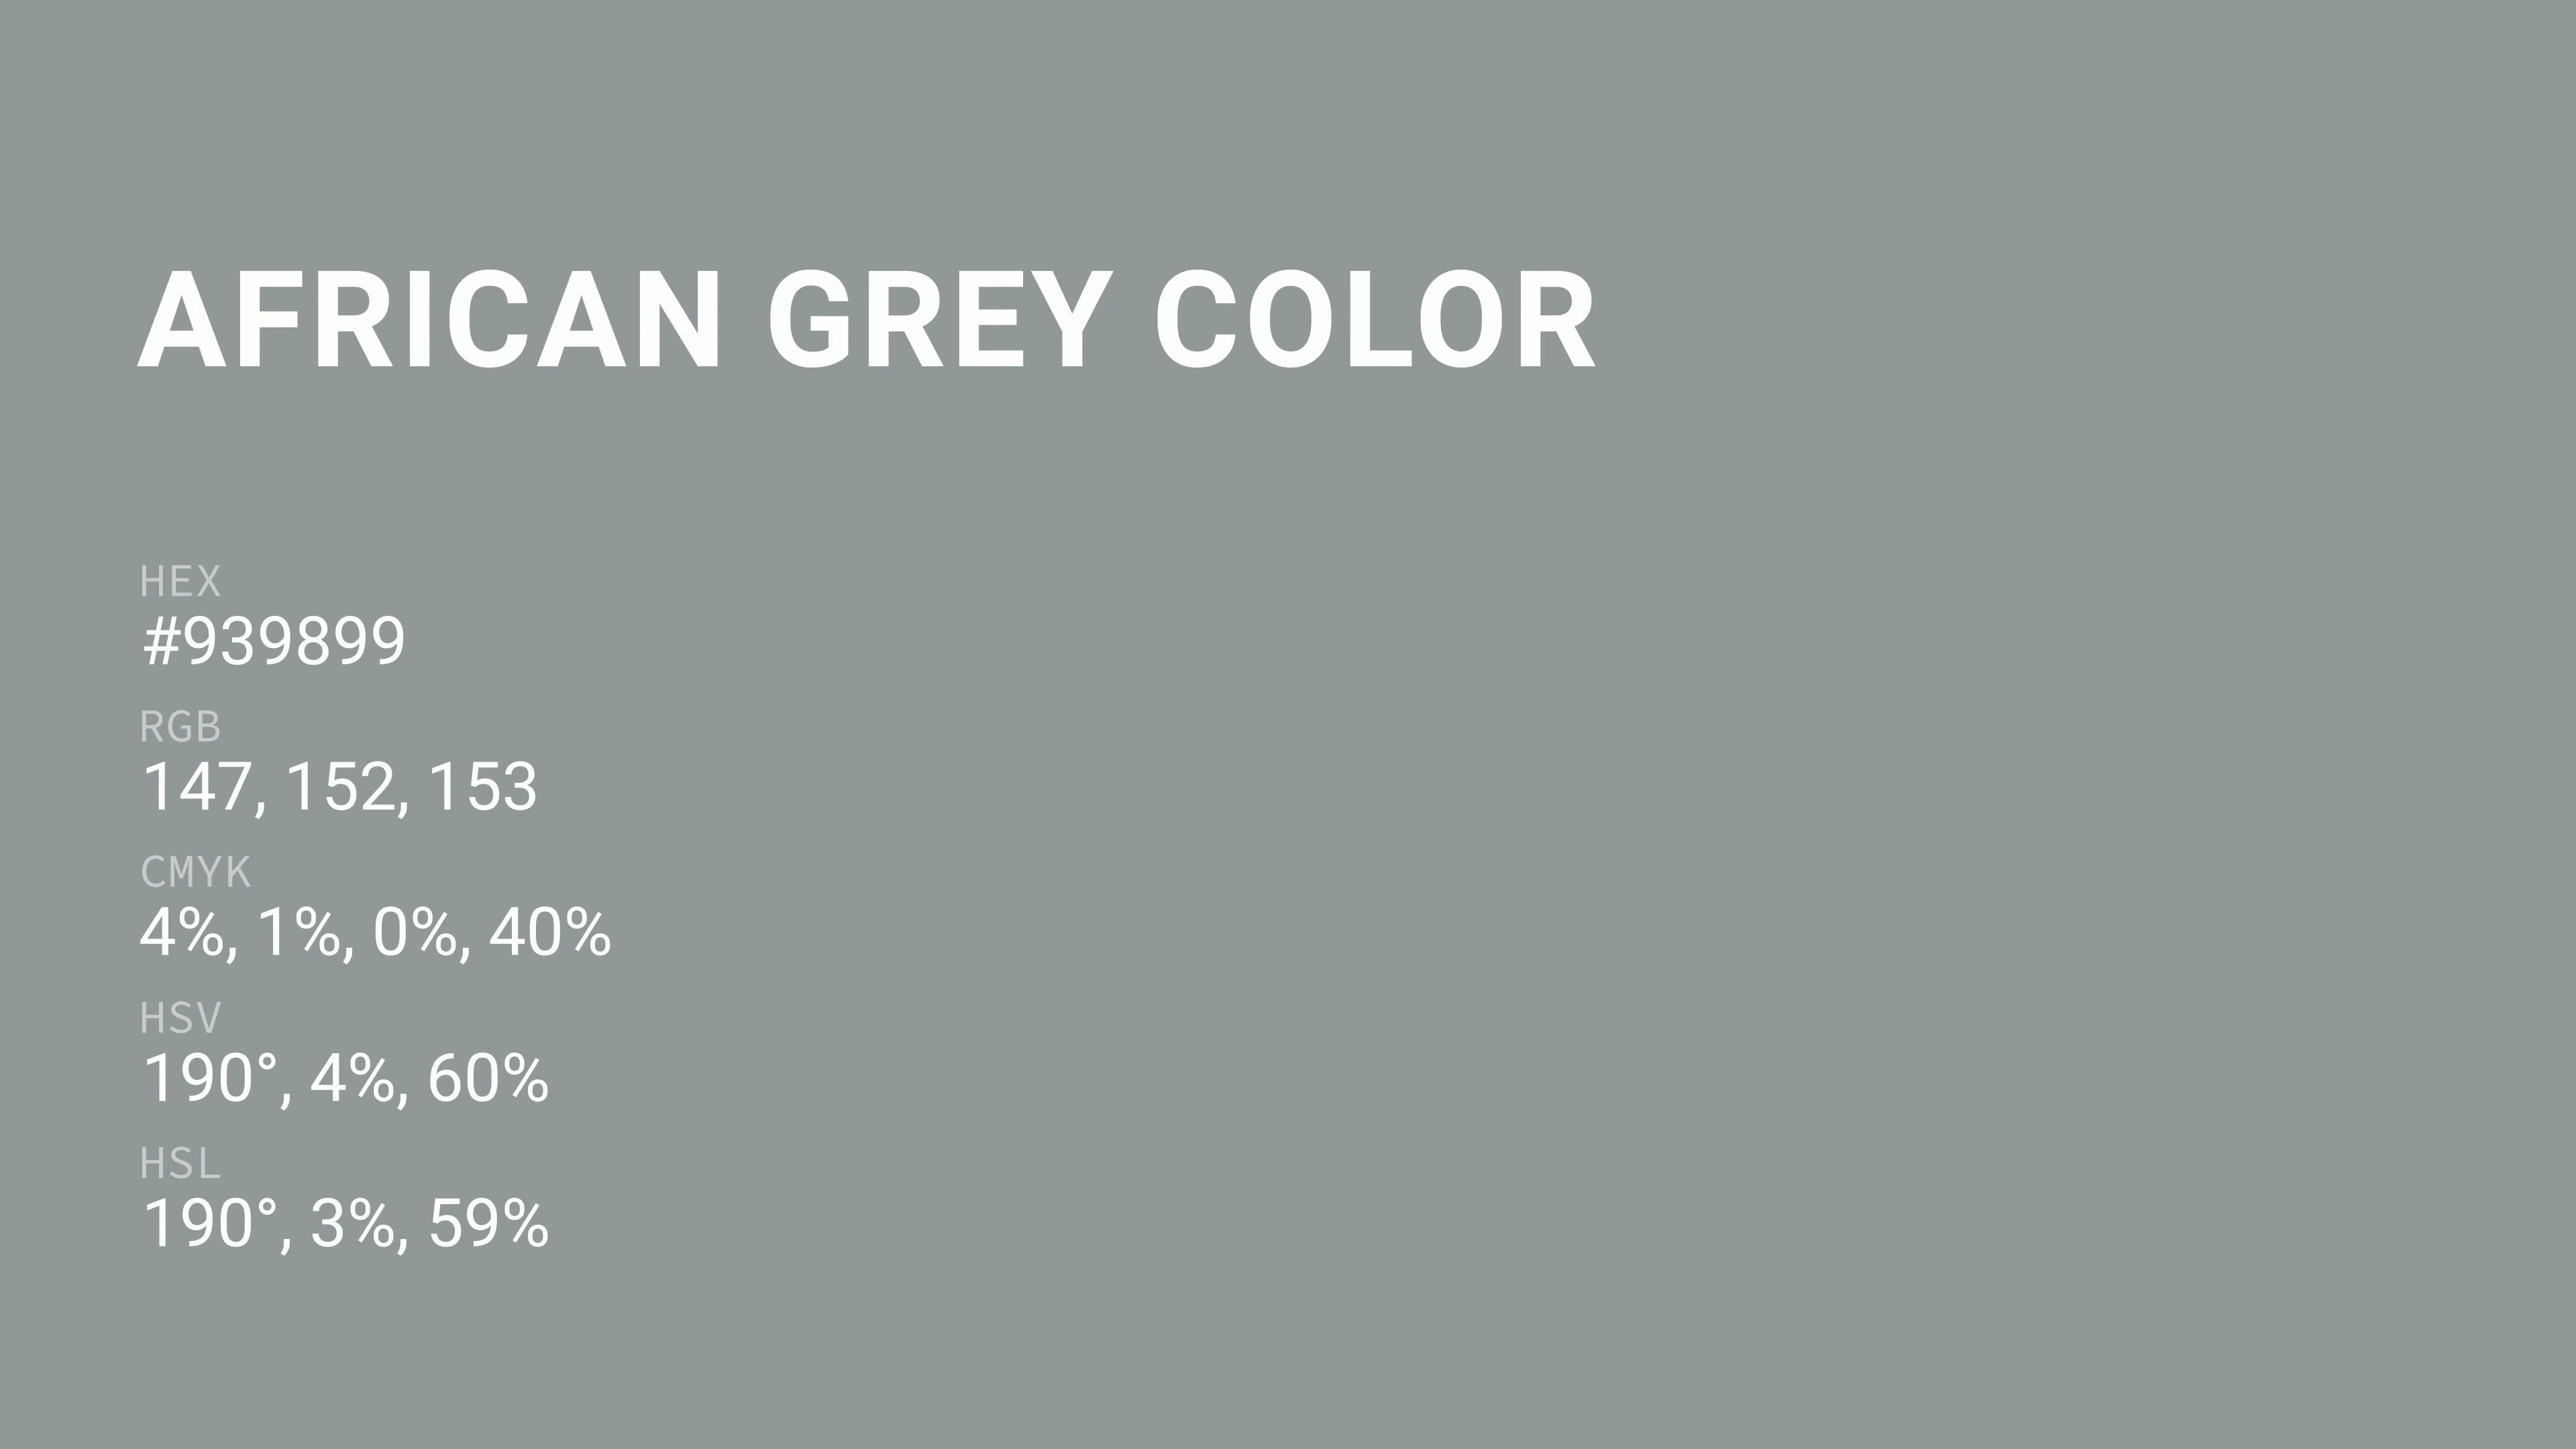 AFRICAN GREY COLOR
HEX
#939899
RGB
147, 152, 153
CMYK
4%, 1%, 0%, 40%
HSV
190°, 4%, 60%
HSL
190°, 3%, 59%